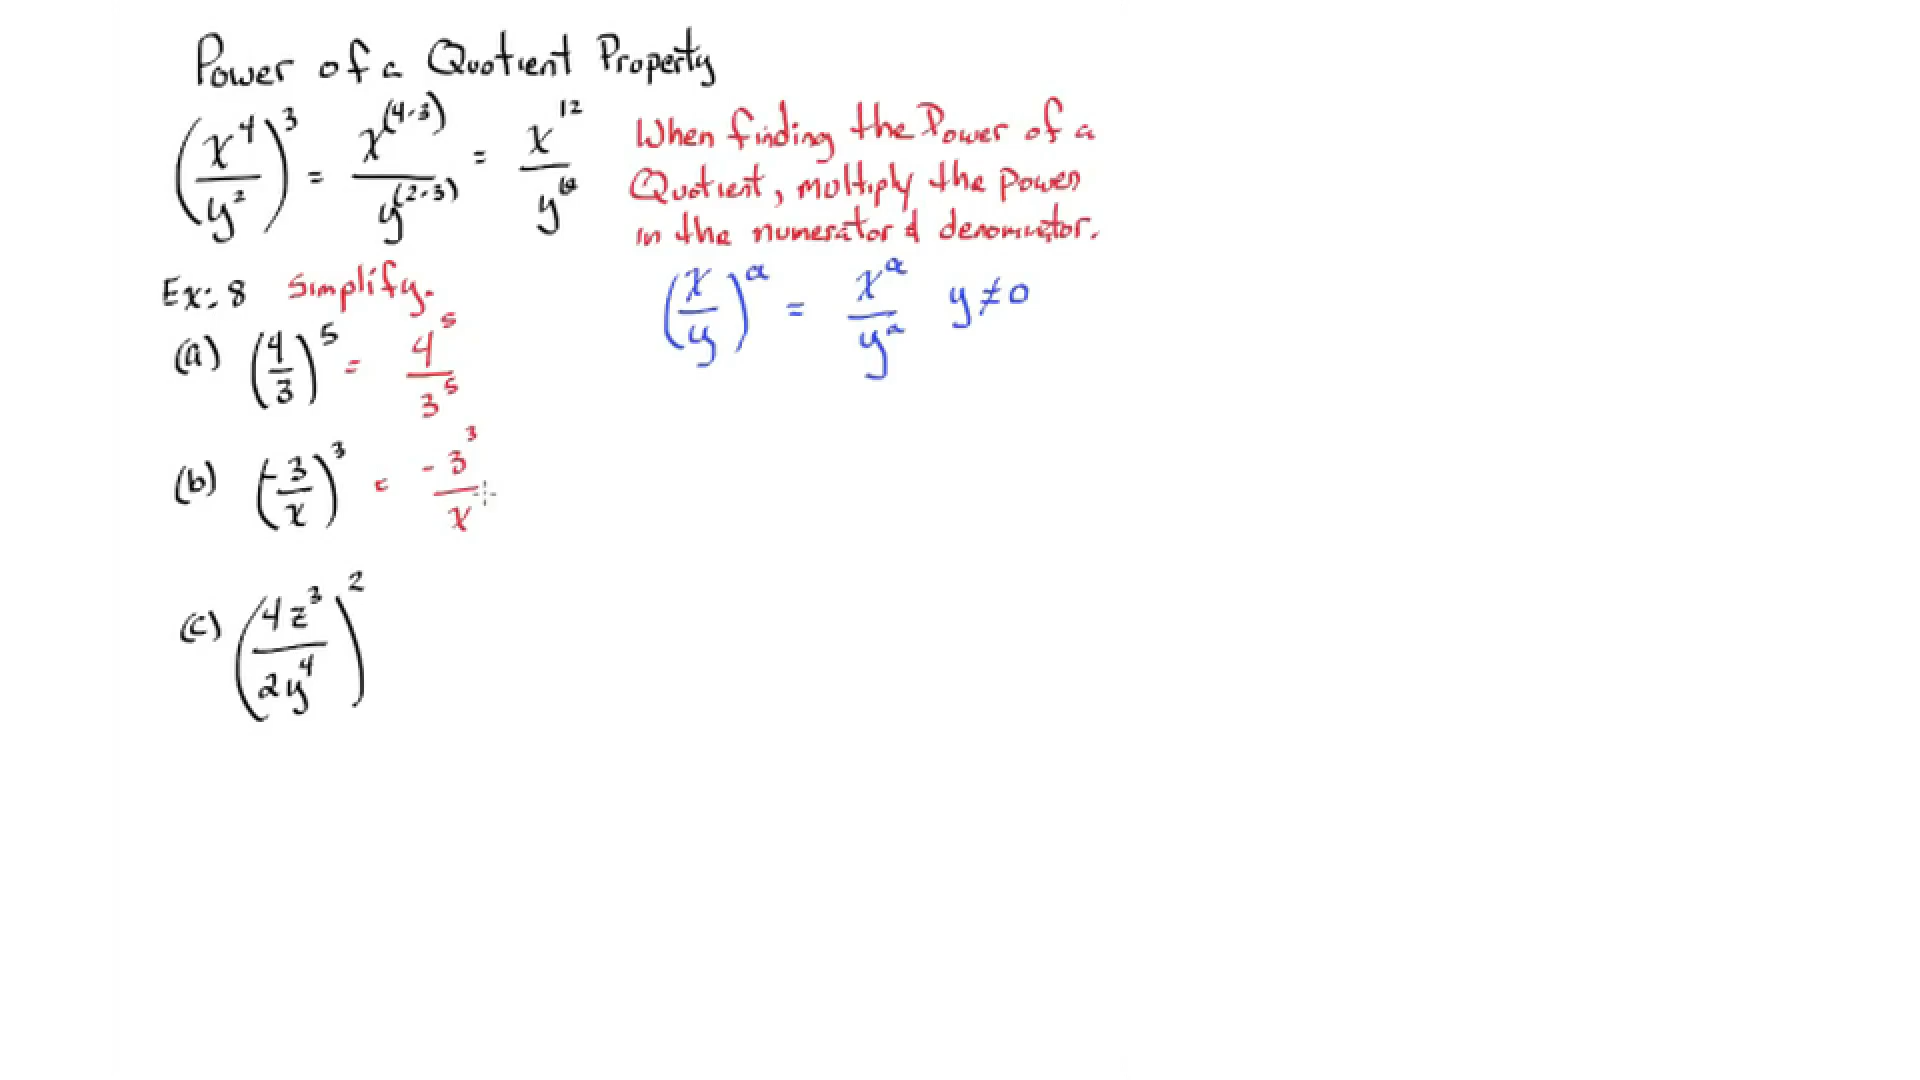 Power of a Quotient Property
(x^4/y^2)^3 = x^(4·3)/y^(2·3) = x^12/y^6
When finding the Power of a
Quotient, multiply the power
in the numerator & denominator.
(x/y)^a = x^a/y^a y≠0
Ex: 8 Simplify.
(a) (4/3)^5 = 4^5/3^5
(b) (-3/x)^3 = -3^3/x
(c) (4z^3/2y^4)^2